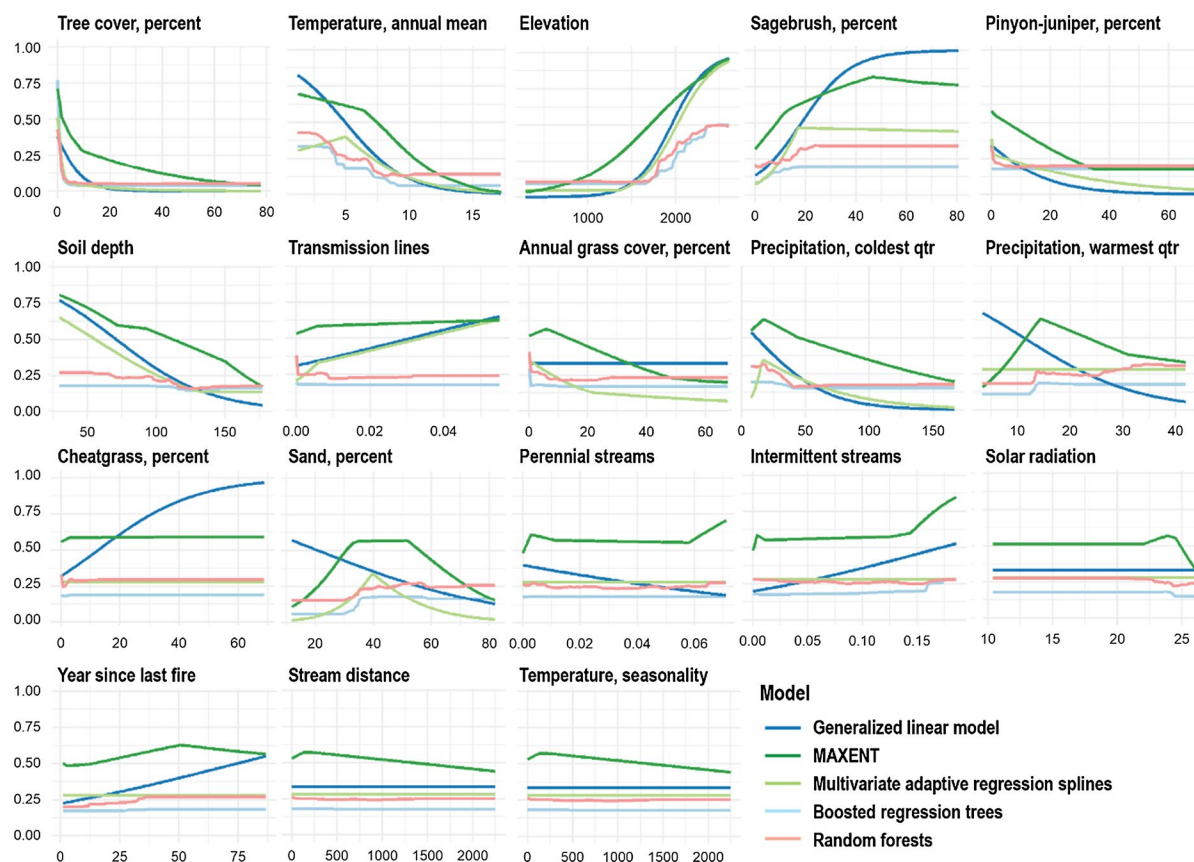 Tree cover, percent
Temperature, annual mean
Elevation
Sagebrush, percent
Pinyon-juniper, percent
1.00
0.75
0.50
0.25
0.00
0 20 40 60 80
5 10 15
1000 2000
0 20 40 60 80
0 20 40 60
Soil depth
Transmission lines
Annual grass cover, percent
Precipitation, coldest qtr
Precipitation, warmest qtr
1.00
0.75
0.50
0.25
0.00
50 100 150
0.00 0.02 0.04
0 20 40 60
0 50 100 150
10 20 30 40
Cheatgrass, percent
Sand, percent
Perennial streams
Intermittent streams
Solar radiation
1.00
0.75
0.50
0.25
0.00
0 20 40 60
20 40 60 80
0.00 0.02 0.04 0.06
0.00 0.05 0.10 0.15
10 15 20 25
Year since last fire
Stream distance
Temperature, seasonality
1.00
0.75
0.50
0.25
0.00
0 25 50 75
0 500 1000 1500 2000
0 500 1000 1500 2000
Model
Generalized linear model
MAXENT
Multivariate adaptive regression splines
Boosted regression trees
Random forests